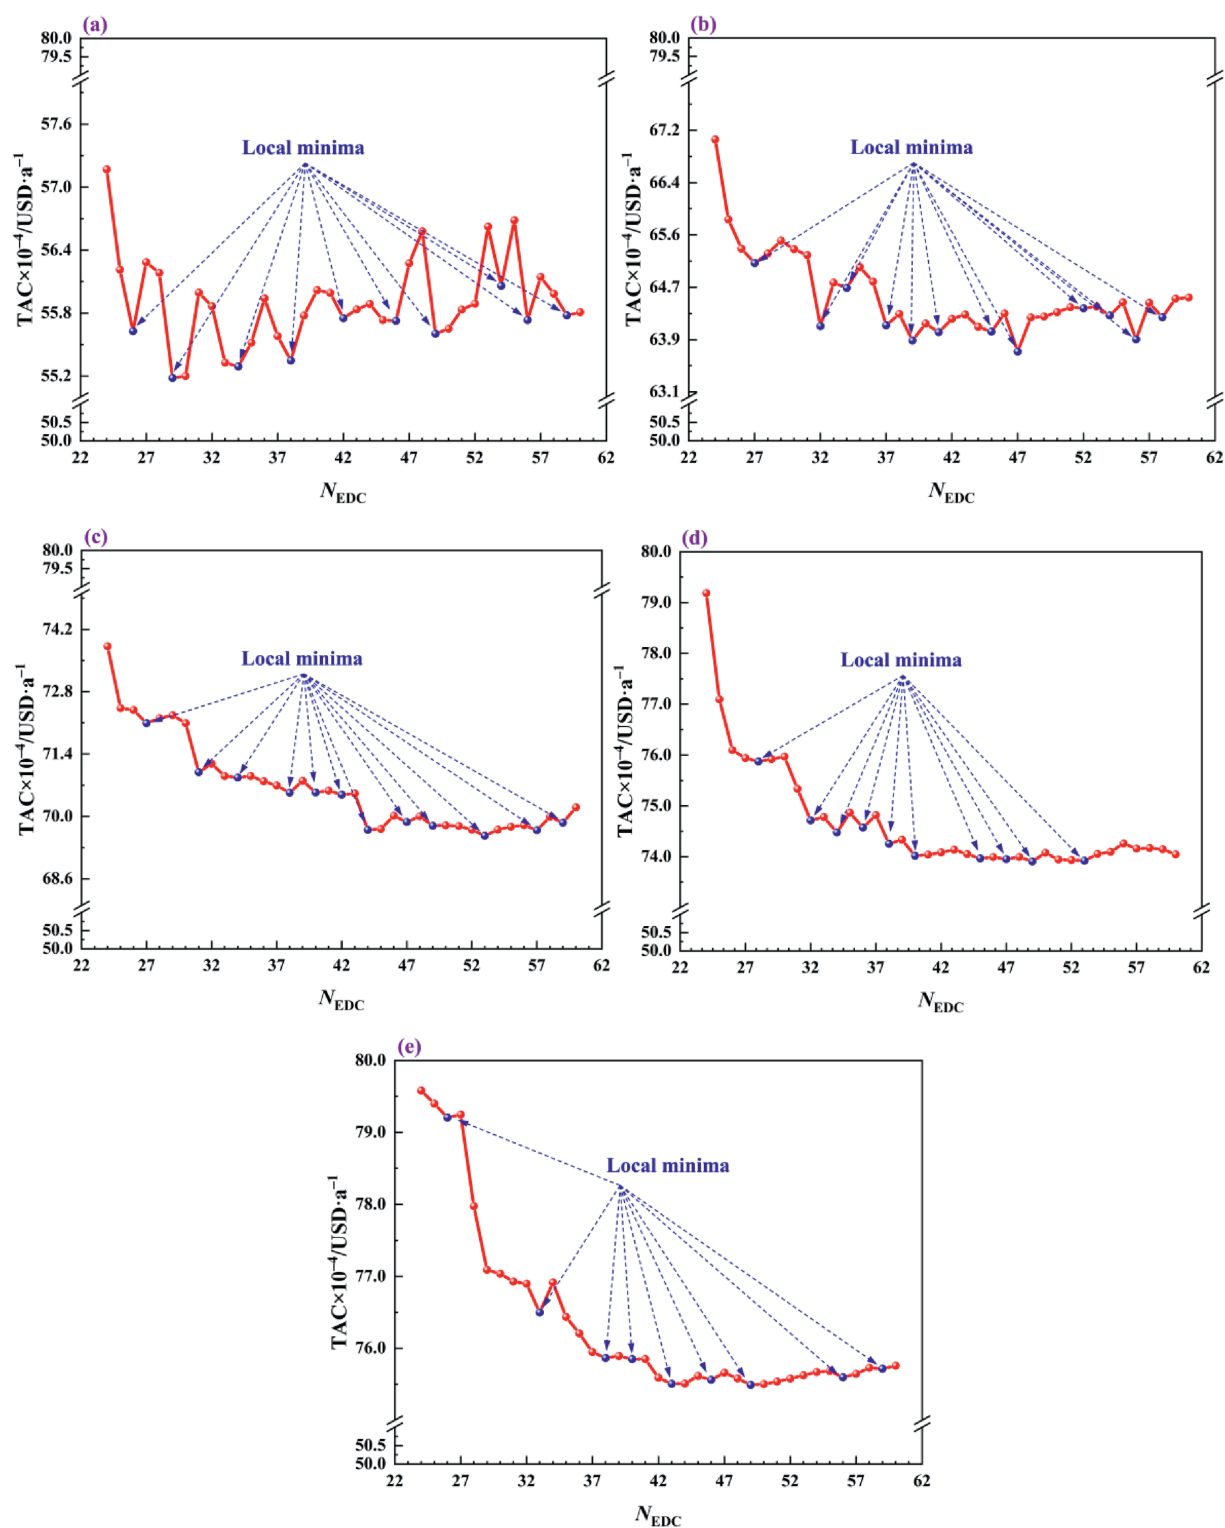 (a)
80.0
79.5
57.6
57.0
56.4
55.8
55.2
50.5
50.0
TAC×10⁻⁴/USD·a⁻¹
Local minima
22 27 32 37 42 47 52 57 62
N_EDC
(b)
80.0
79.5
67.2
66.4
65.6
64.7
63.9
63.1
50.5
50.0
TAC×10⁻⁴/USD·a⁻¹
Local minima
22 27 32 37 42 47 52 57 62
N_EDC
(c)
80.0
79.5
74.2
72.8
71.4
70.0
68.6
50.5
50.0
TAC×10⁻⁴/USD·a⁻¹
Local minima
22 27 32 37 42 47 52 57 62
N_EDC
(d)
80.0
79.0
78.0
77.0
76.0
75.0
74.0
50.5
50.0
TAC×10⁻⁴/USD·a⁻¹
Local minima
22 27 32 37 42 47 52 57 62
N_EDC
(e)
80.0
79.0
78.0
77.0
76.0
50.5
50.0
TAC×10⁻⁴/USD·a⁻¹
Local minima
22 27 32 37 42 47 52 57 62
N_EDC